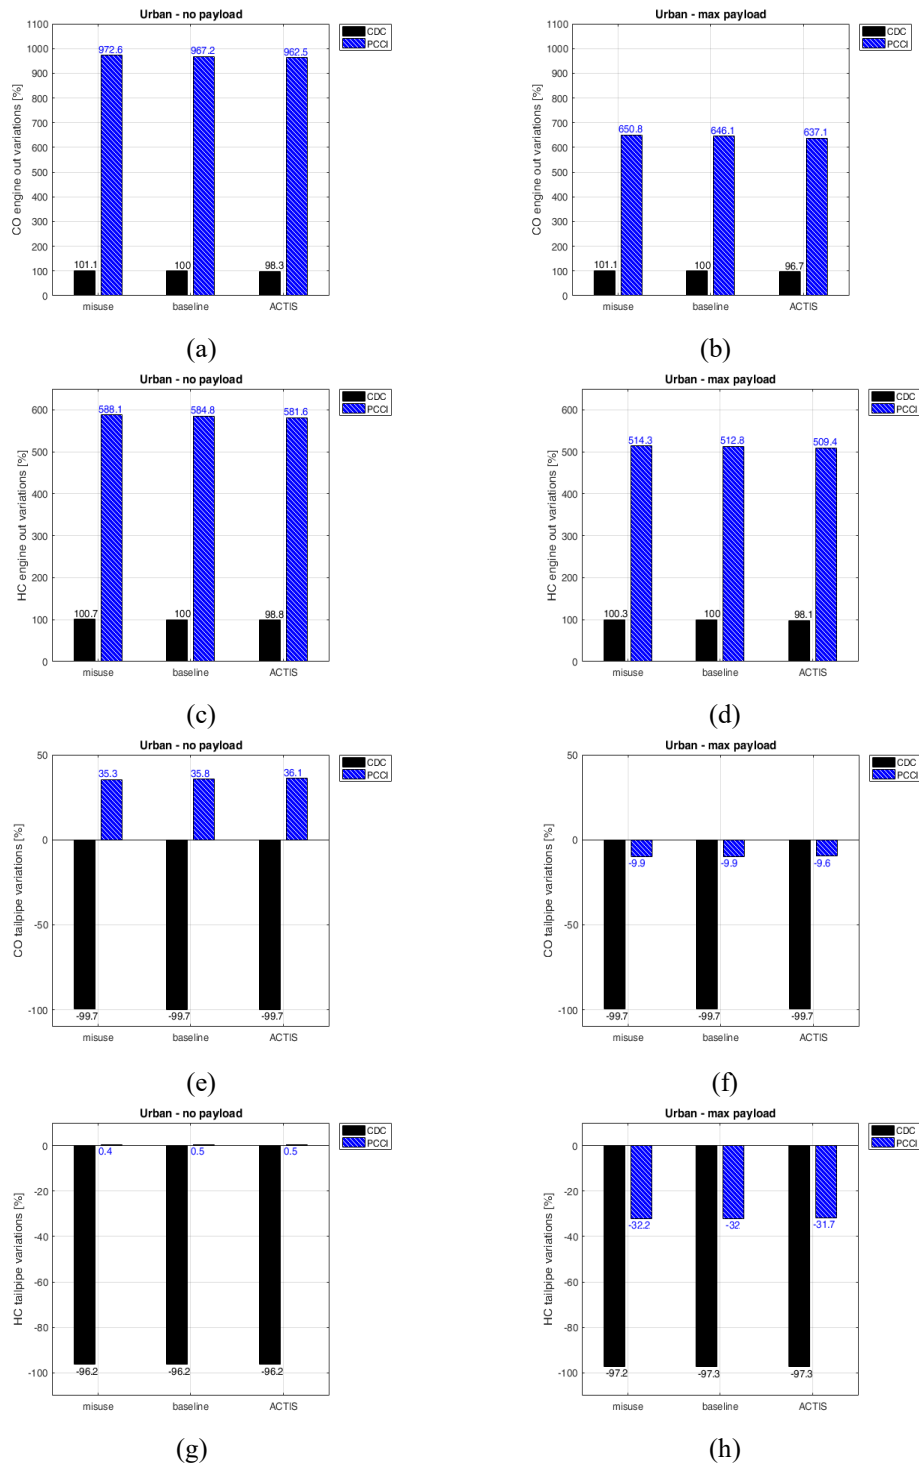 Urban - no payload
CO engine out variations [%]
1100
1000
900
800
700
600
500
400
300
200
100
0
972.6
967.2
962.5
101.1
100
98.3
misuse
baseline
ACTIS
CDC
PCCI
(a)
Urban - max payload
CO engine out variations [%]
1100
1000
900
800
700
600
500
400
300
200
100
0
650.8
646.1
637.1
101.1
100
96.7
misuse
baseline
ACTIS
CDC
PCCI
(b)
Urban - no payload
HC engine out variations [%]
600
500
400
300
200
100
0
588.1
584.8
581.6
100.7
100
98.8
misuse
baseline
ACTIS
CDC
PCCI
(c)
Urban - max payload
HC engine out variations [%]
600
500
400
300
200
100
0
514.3
512.8
509.4
100.3
100
98.1
misuse
baseline
ACTIS
CDC
PCCI
(d)
Urban - no payload
CO tailpipe variations [%]
50
0
-50
-100
35.3
35.8
36.1
-99.7
-99.7
-99.7
misuse
baseline
ACTIS
CDC
PCCI
(e)
Urban - max payload
CO tailpipe variations [%]
50
0
-50
-100
-9.9
-9.9
-9.6
-99.7
-99.7
-99.7
misuse
baseline
ACTIS
CDC
PCCI
(f)
Urban - no payload
HC tailpipe variations [%]
0
-20
-40
-60
-80
-100
0.4
0.5
0.5
-96.2
-96.2
-96.2
misuse
baseline
ACTIS
CDC
PCCI
(g)
Urban - max payload
HC tailpipe variations [%]
0
-20
-40
-60
-80
-100
-32.2
-32
-31.7
-97.2
-97.3
-97.3
misuse
baseline
ACTIS
CDC
PCCI
(h)